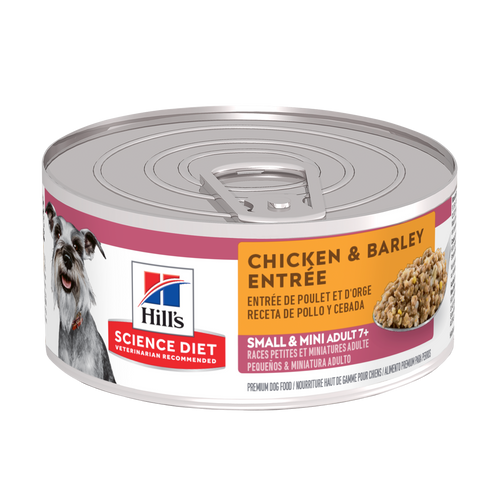 Hill's
SCIENCE DIET
VETERINARIAN RECOMMENDED
CHICKEN & BARLEY
ENTRÉE
ENTRÉE DE POULET ET D'ORGE
RECETA DE POLLO Y CEBADA
SMALL & MINI ADULT 7+
RACES PETITES ET MINIATURES ADULTE
PEQUEÑOS & MINIATURA ADULTO
PREMIUM DOG FOOD / NOURRITURE HAUT DE GAMME POUR CHIENS / ALIMENTO PREMIUM PARA PERROS